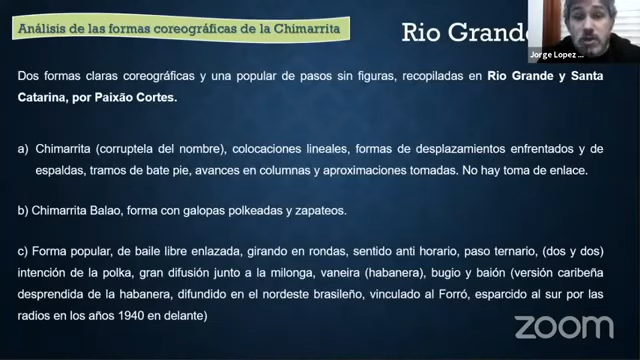 Análisis de las formas coreográficas de la Chimarrita
Rio Grande
Jorge Lopez ...
Dos formas claras coreográficas y una popular de pasos sin figuras, recopiladas en Rio Grande y Santa
Catarina, por Paixão Cortes.
a) Chimarrita (corruptela del nombre), colocaciones lineales, formas de desplazamientos enfrentados y de
espaldas, tramos de bate pie, avances en columnas y aproximaciones tomadas. No hay toma de enlace.
b) Chimarrita Balao, forma con galopas polkeadas y zapateos.
c) Forma popular, de baile libre enlazada, girando en rondas, sentido anti horario, paso ternario, (dos y dos)
intención de la polka, gran difusión junto a la milonga, vaneira (habanera), bugio y baión (versión caribeña
desprendida de la habanera, difundido en el nordeste brasileño, vinculado al Forró, esparcido al sur por las
radios en los años 1940 en delante)
zoom